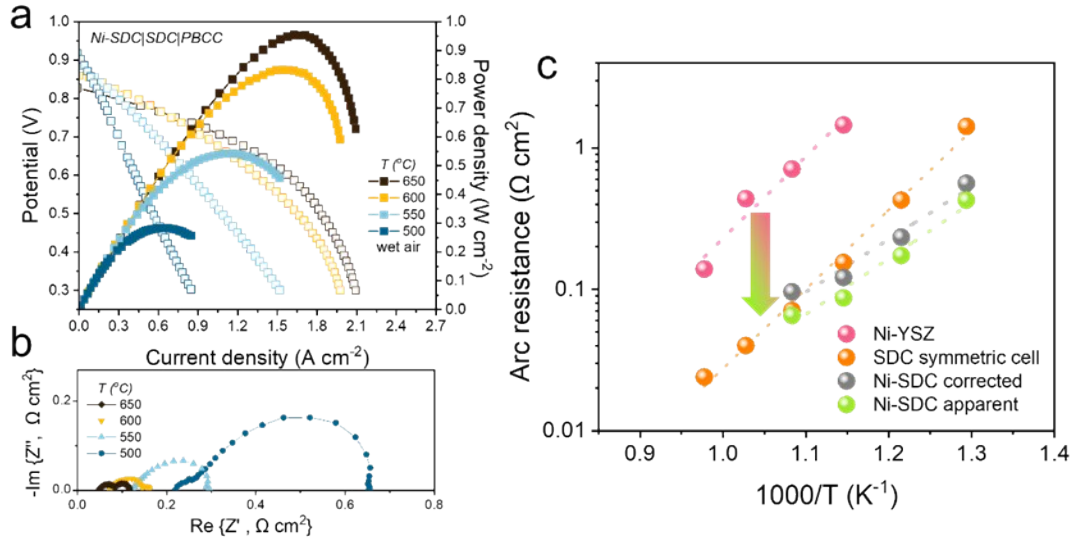 a
Ni-SDC|SDC|PBCC
Potential (V)
1.0
0.9
0.8
0.7
0.6
0.5
0.4
0.3
Power density (W cm-2)
1.0
0.9
0.8
0.7
0.6
0.5
0.4
0.3
0.2
0.1
0.0
T (°C)
650
600
550
500
wet air
0.0 0.3 0.6 0.9 1.2 1.5 1.8 2.1 2.4 2.7
Current density (A cm-2)
b
-Im {Z'', Ω cm2}
0.2
0.0
T (°C)
650
600
550
500
0.0 0.2 0.4 0.6 0.8
Re {Z' , Ω cm2}
c
Arc resistance (Ω cm2)
1
0.1
0.01
Ni-YSZ
SDC symmetric cell
Ni-SDC corrected
Ni-SDC apparent
0.9 1.0 1.1 1.2 1.3 1.4
1000/T (K-1)